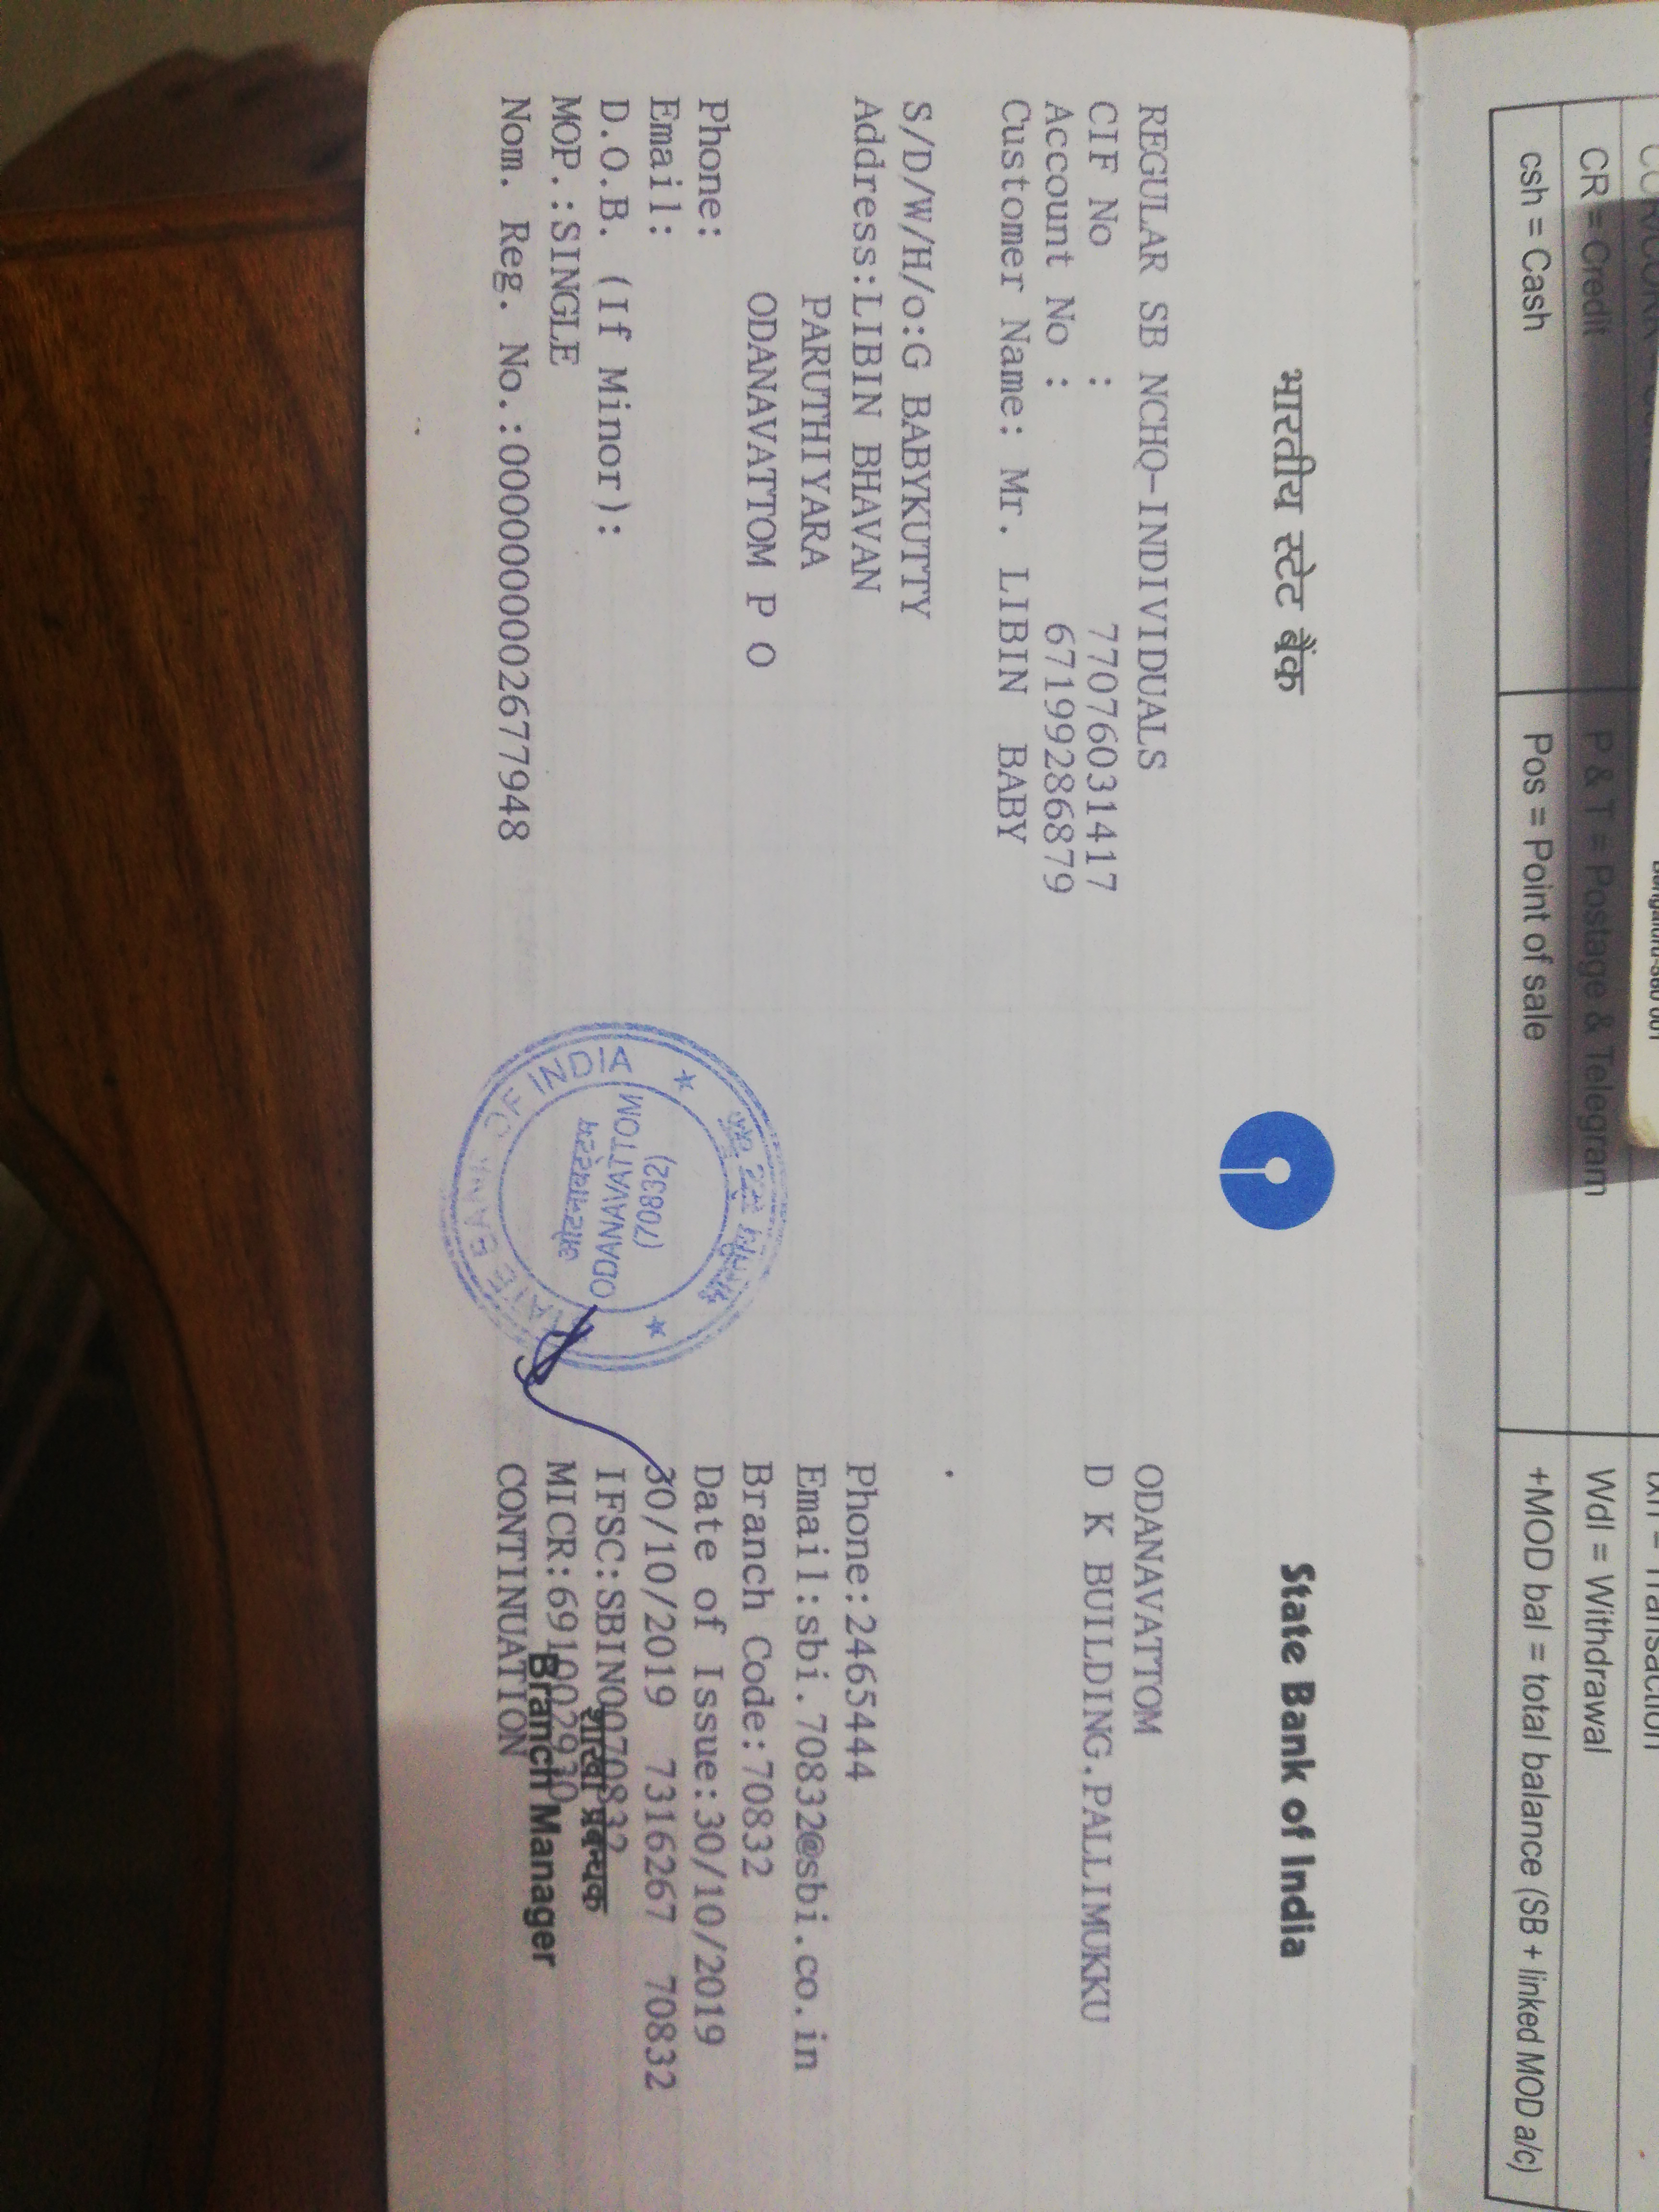 CR = Credit
P & T = Postage & Telegram
Wdl = Withdrawal
csh = Cash
Pos = Point of sale
+MOD bal = total balance (SB + linked MOD a/c)
भारतीय स्टेट बैंक
State Bank of India
REGULAR SB NCHQ-INDIVIDUALS
CIF No : 77076031417
Account No : 67199286879
Customer Name: Mr. LIBIN BABY
S/D/W/H/o:G BABYKUTTY
Address:LIBIN BHAVAN
PARUTHIYARA
ODANAVATTOM P O
Phone:
Email:
D.O.B. (If Minor):
MOP.:SINGLE
Nom. Reg. No.:0000000002677948
ODANAVATTOM
D K BUILDING.PALLIMUKKU
Phone:2465444
Email:sbi.70832@sbi.co.in
Branch Code:70832
Date of Issue:30/10/2019
30/10/2019 7316267 70832
IFSC:SBIN0070832
MICR:691002930
CONTINUATION
शाखा प्रबन्धक
Branch Manager
STATE BANK OF INDIA
ODANAVATTOM
(70832)